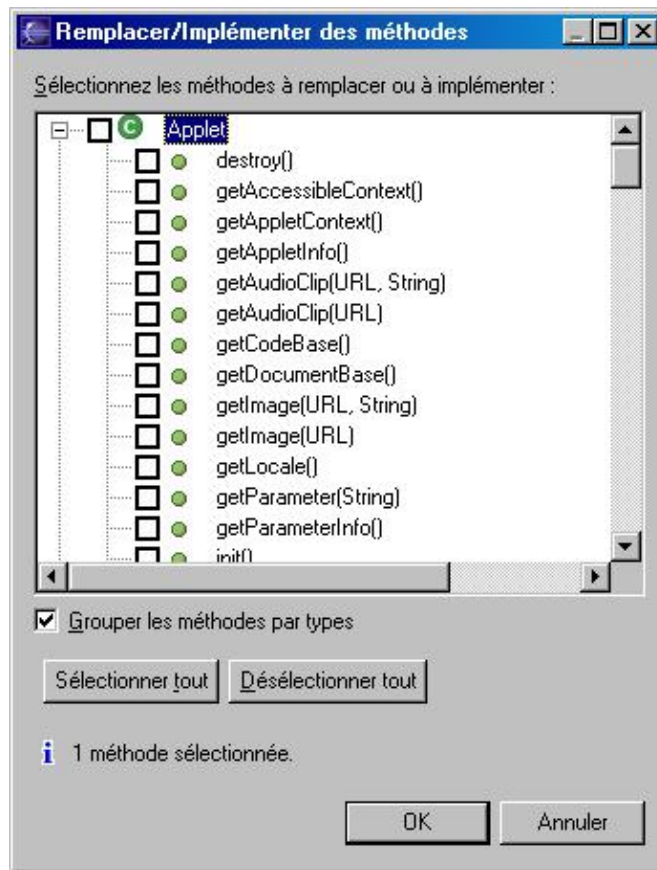 Remplacer/Implémenter des méthodes
Sélectionnez les méthodes à remplacer ou à implémenter :
C Applet
destroy()
getAccessibleContext()
getAppletContext()
getAppletInfo()
getAudioClip(URL, String)
getAudioClip(URL)
getCodeBase()
getDocumentBase()
getImage(URL, String)
getImage(URL)
getLocale()
getParameter(String)
getParameterInfo()
init()
Grouper les méthodes par types
Sélectionner tout Désélectionner tout
i 1 méthode sélectionnée.
OK Annuler